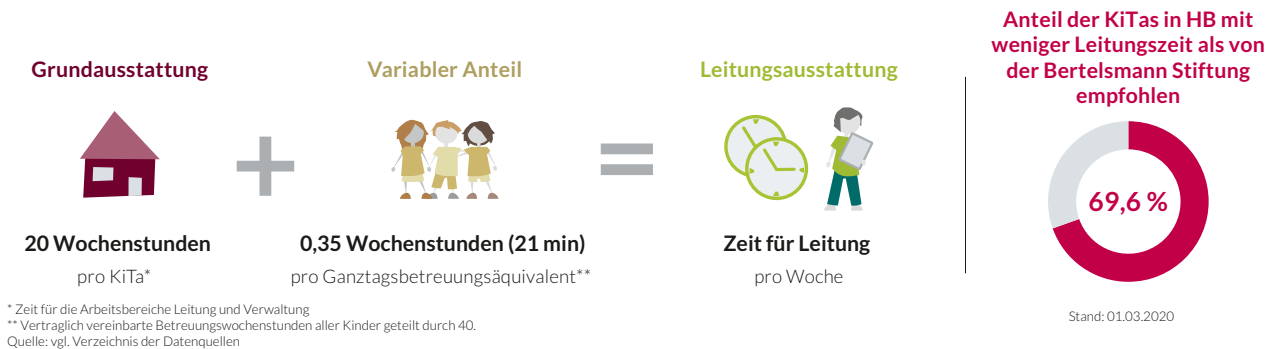 Grundausstattung
20 Wochenstunden
pro KiTa*
Variabler Anteil
0,35 Wochenstunden (21 min)
pro Ganztagsbetreuungsäquivalent**
Leitungsausstattung
Zeit für Leitung
pro Woche
* Zeit für die Arbeitsbereiche Leitung und Verwaltung
** Vertraglich vereinbarte Betreuungswochenstunden aller Kinder geteilt durch 40.
Quelle: vgl. Verzeichnis der Datenquellen
Anteil der KiTas in HB mit
weniger Leitungszeit als von
der Bertelsmann Stiftung
empfohlen
69,6 %
Stand: 01.03.2020